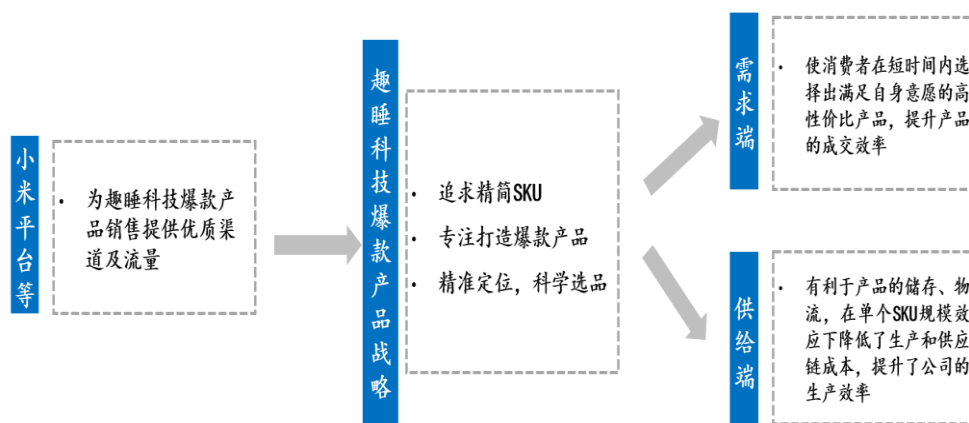 小米平台等
• 为趣睡科技爆款产
品销售提供优质渠
道及流量
趣睡科技爆款产品战略
• 追求精简SKU
• 专注打造爆款产品
• 精准定位，科学选品
需求端
• 使消费者在短时间内选
择出满足自身意愿的高
性价比产品，提升产品
的成交效率
供给端
• 有利于产品的储存、物
流，在单个SKU规模效
应下降低了生产和供应
链成本，提升了公司的
生产效率